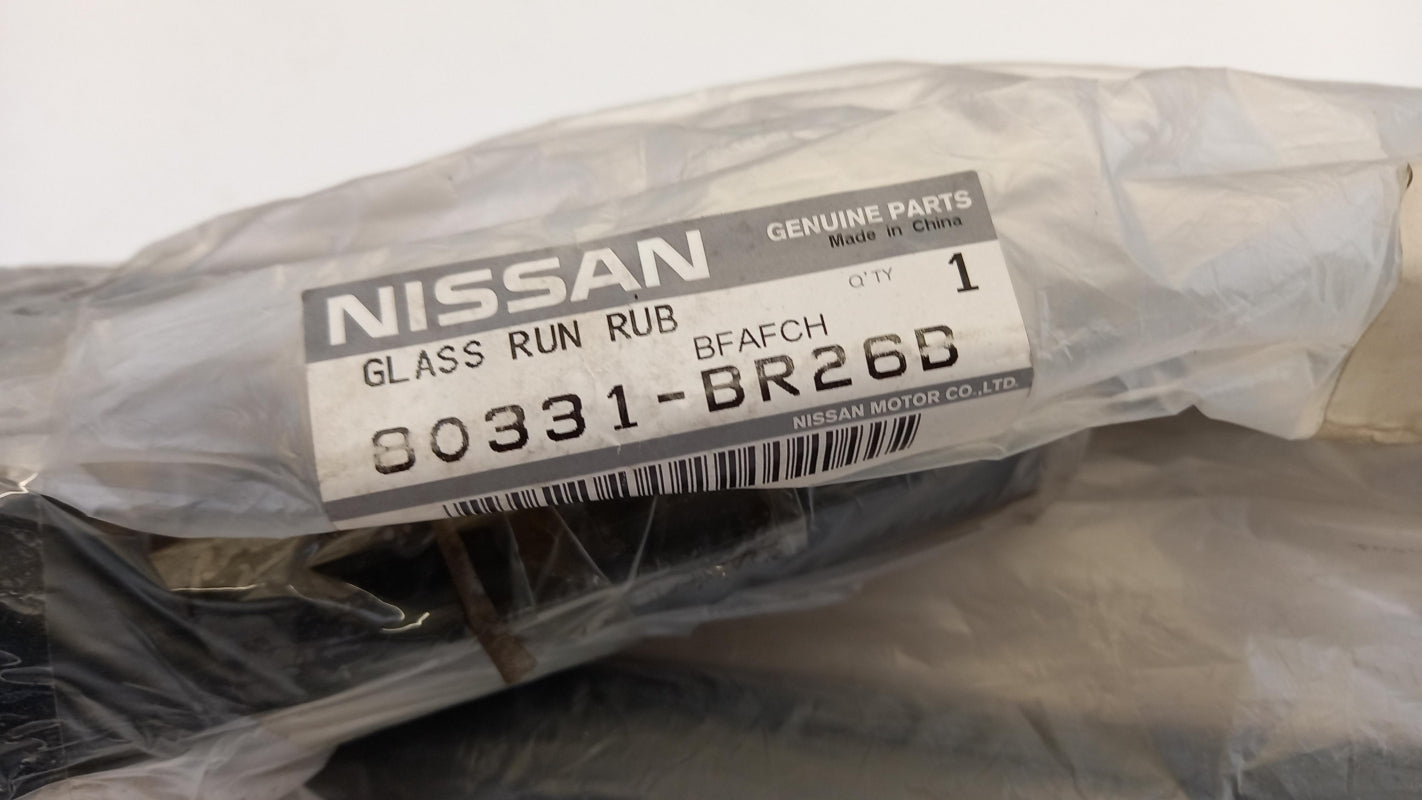 NISSAN
GENUINE PARTS
Made in China
GLASS RUN RUB
Q'TY 1
BFAFCH
80331-BR26B
NISSAN MOTOR CO.,LTD.